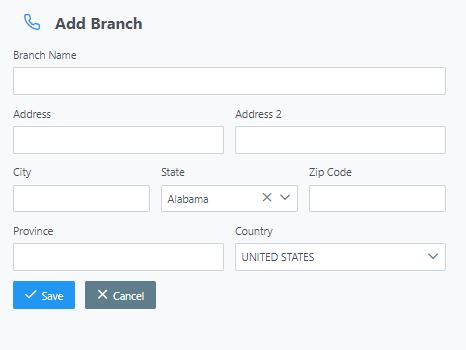 Add Branch
Branch Name
Address Address 2
City State Zip Code
Alabama
Province Country
UNITED STATES
Save Cancel